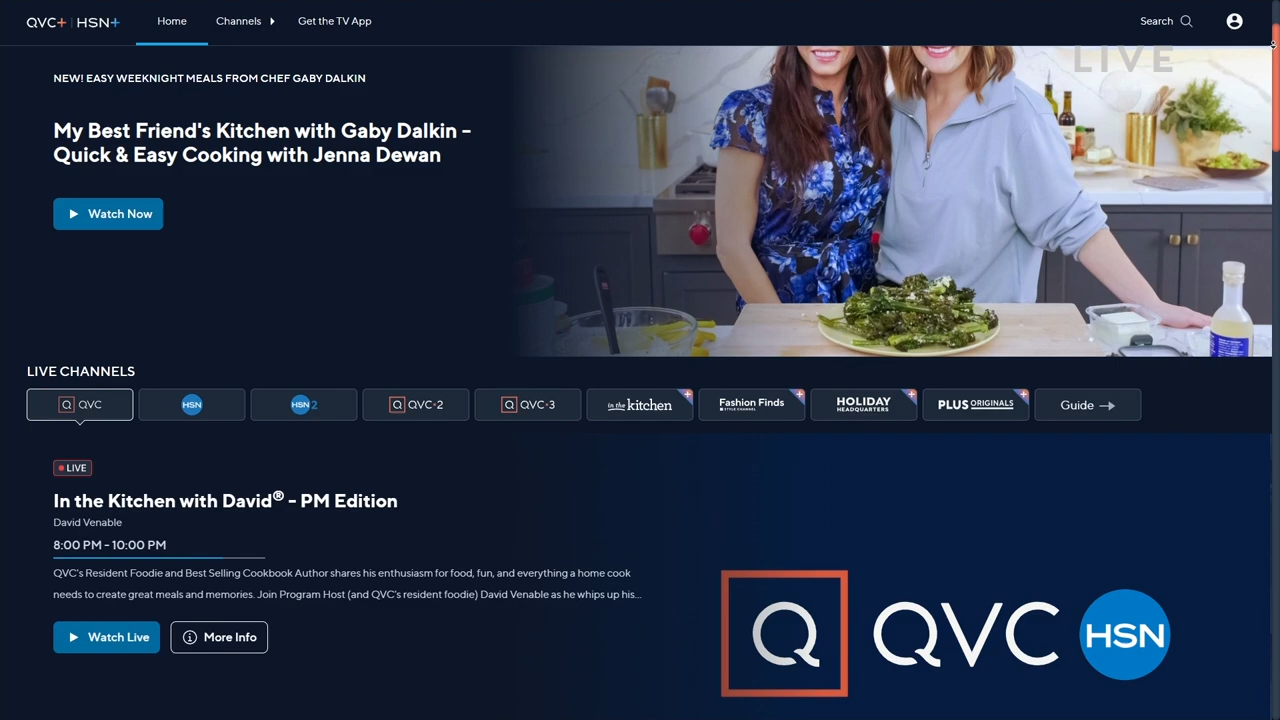 QVC+ | HSN+
Home
Channels
Get the TV App
Search
LIVE
NEW! EASY WEEKNIGHT MEALS FROM CHEF GABY DALKIN
My Best Friend's Kitchen with Gaby Dalkin -
Quick & Easy Cooking with Jenna Dewan
Watch Now
LIVE CHANNELS
Q QVC
HSN
HSN 2
Q QVC 2
Q QVC 3
in the kitchen
Fashion Finds
HOLIDAY
HEADQUARTERS
PLUS ORIGINALS
Guide →
LIVE
In the Kitchen with David® - PM Edition
David Venable
8:00 PM - 10:00 PM
QVC's Resident Foodie and Best Selling Cookbook Author shares his enthusiasm for food, fun, and everything a home cook
needs to create great meals and memories. Join Program Host (and QVC's resident foodie) David Venable as he whips up his...
Watch Live
More Info
Q QVC HSN